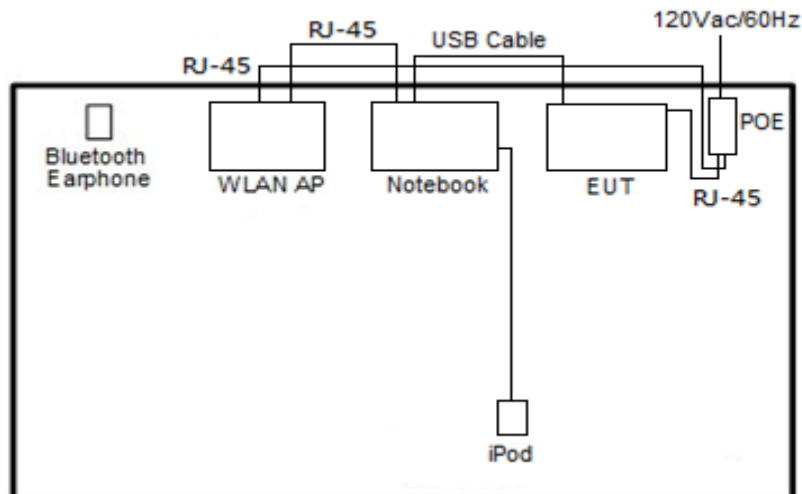 120Vac/60Hz
RJ-45
USB Cable
RJ-45
POE
Bluetooth
Earphone
WLAN AP
Notebook
EUT
RJ-45
iPod